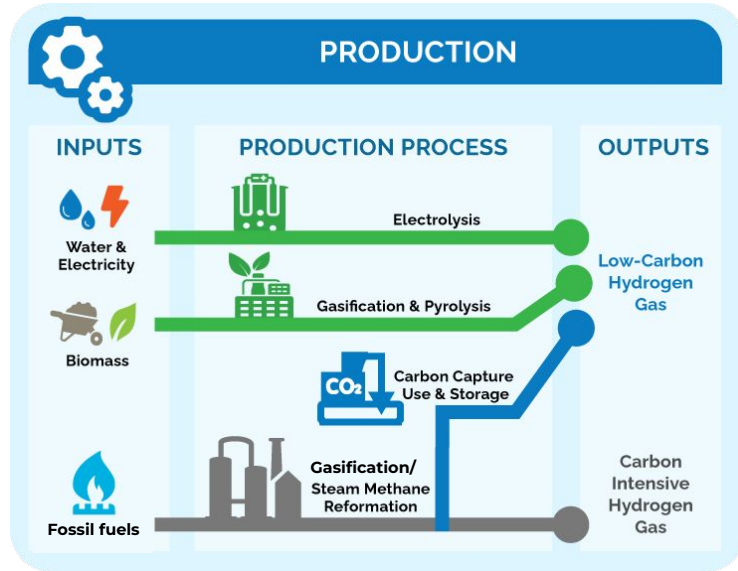 PRODUCTION
INPUTS
PRODUCTION PROCESS
OUTPUTS
Water &
Electricity
Electrolysis
Low-Carbon
Hydrogen
Gas
Biomass
Gasification & Pyrolysis
CO₂
Carbon Capture
Use & Storage
Fossil fuels
Gasification/
Steam Methane
Reformation
Carbon
Intensive
Hydrogen
Gas